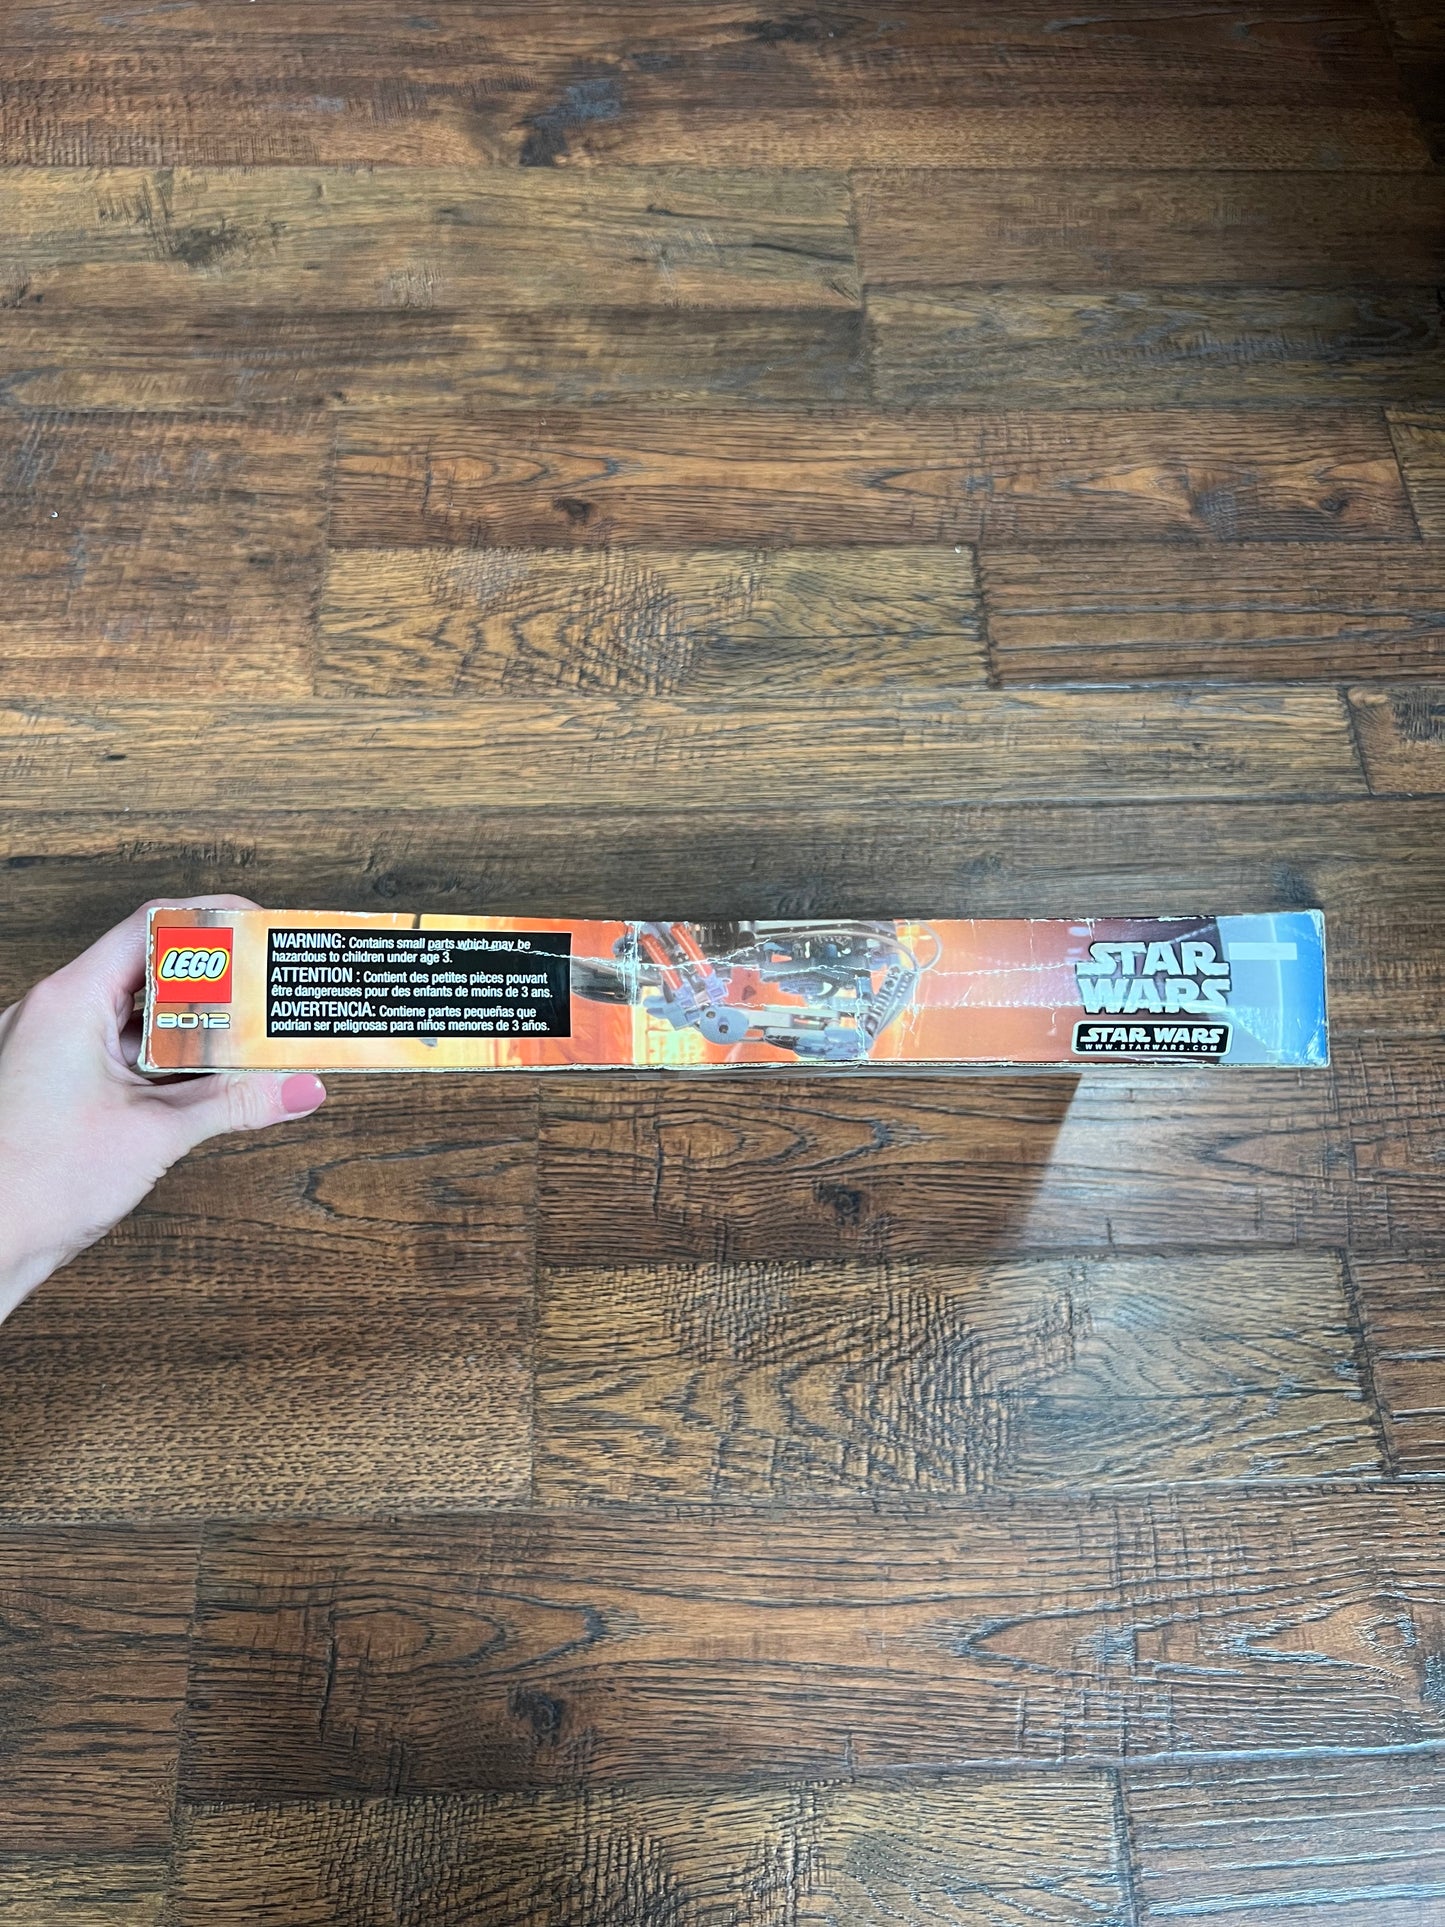 LEGO
8012
WARNING: Contains small parts which may be
hazardous to children under age 3.
ATTENTION : Contient des petites pièces pouvant
être dangereuses pour des enfants de moins de 3 ans.
ADVERTENCIA: Contiene partes pequeñas que
podrían ser peligrosas para niños menores de 3 años.
STAR
WARS
STAR WARS
WWW.STARWARS.COM